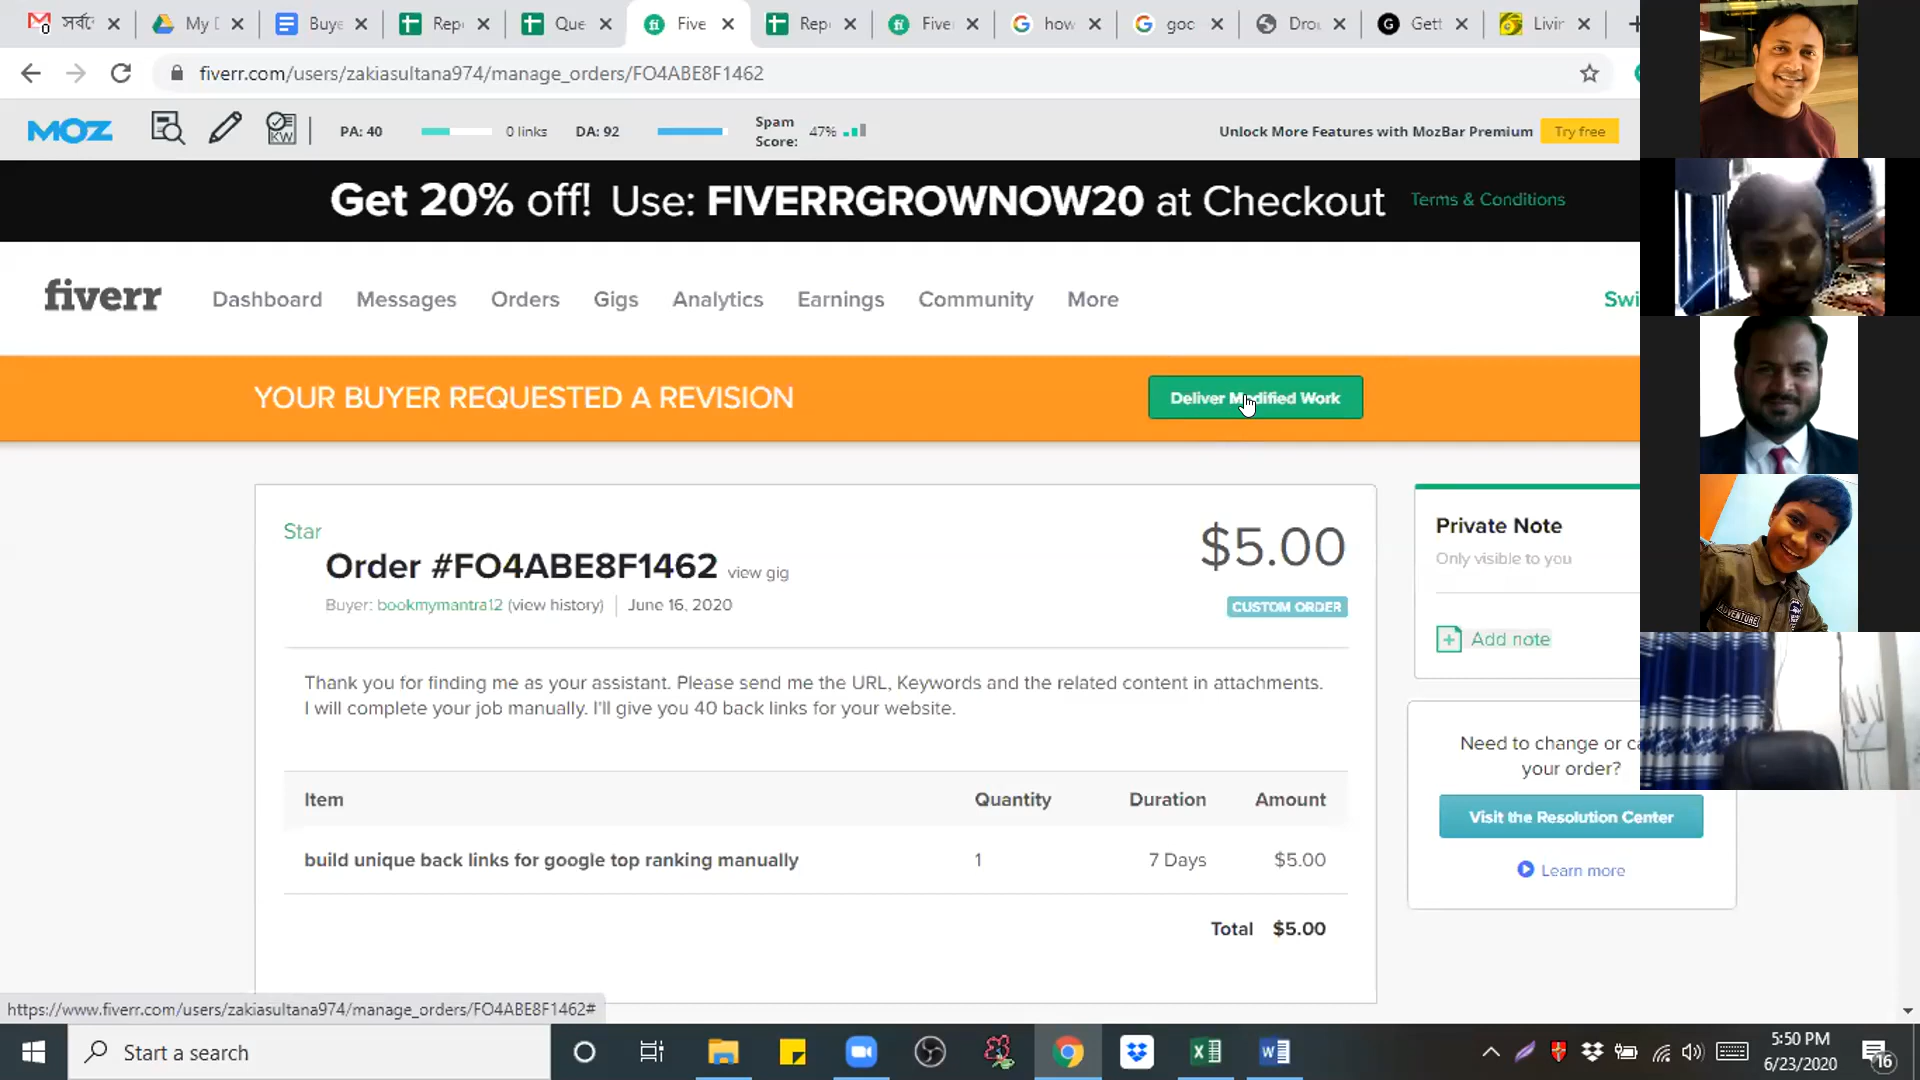 সর্বে
My D
Buye
Rep
Que
Five
Rep
Five
how
goc
Dro
Gett
Livin
fiverr.com/users/zakiasultana974/manage_orders/FO4ABE8F1462
MOZ
KW
PA: 40
0 links
DA: 92
Spam Score:
47%
Unlock More Features with MozBar Premium
Try free
Get 20% off! Use: FIVERRGROWNOW20 at Checkout
Terms & Conditions
fiverr
Dashboard
Messages
Orders
Gigs
Analytics
Earnings
Community
More
Swi
YOUR BUYER REQUESTED A REVISION
Deliver Modified Work
Star
Order #FO4ABE8F1462 view gig
$5.00
Buyer: bookmymantra12 (view history) | June 16, 2020
CUSTOM ORDER
Thank you for finding me as your assistant. Please send me the URL, Keywords and the related content in attachments.
I will complete your job manually. I'll give you 40 back links for your website.
Item Quantity Duration Amount
build unique back links for google top ranking manually 1 7 Days $5.00
Total $5.00
Private Note
Only visible to you
Add note
Need to change or ca
your order?
Visit the Resolution Center
Learn more
ADVENTURE
https://www.fiverr.com/users/zakiasultana974/manage_orders/FO4ABE8F1462#
Start a search
5:50 PM
6/23/2020
16